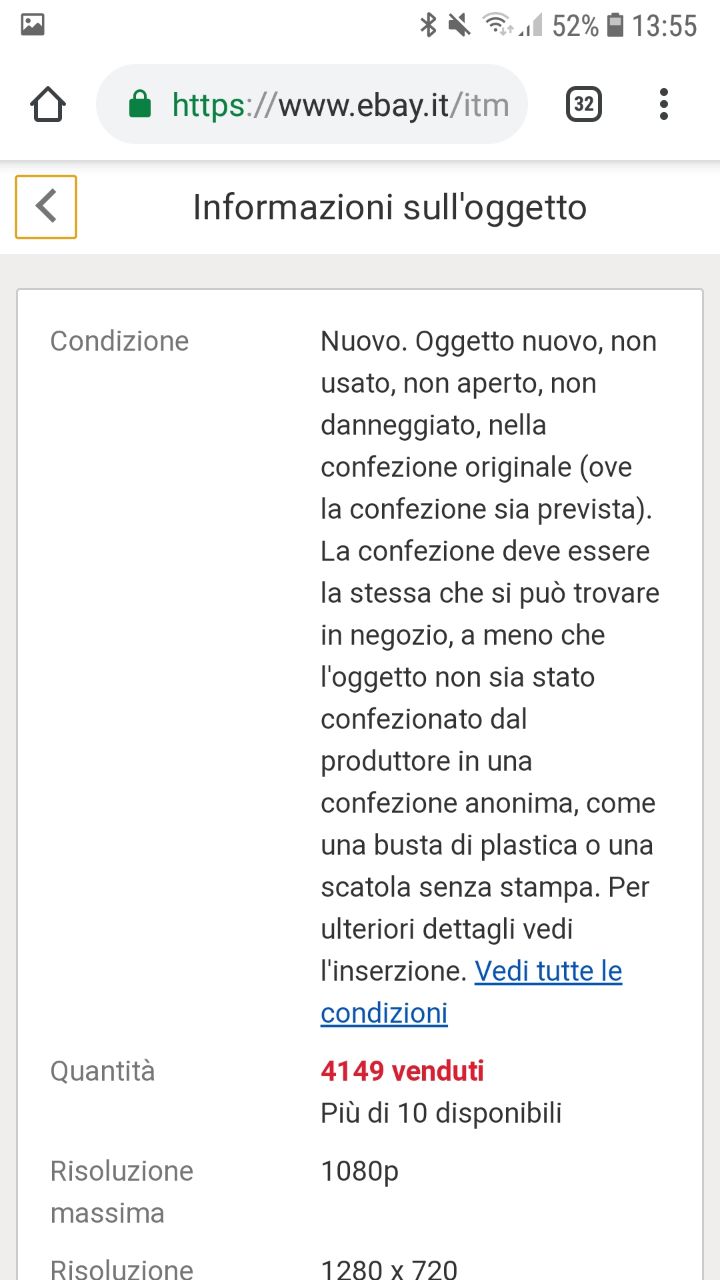 52% 13:55
https://www.ebay.it/itm 32
Informazioni sull'oggetto
Condizione
Nuovo. Oggetto nuovo, non
usato, non aperto, non
danneggiato, nella
confezione originale (ove
la confezione sia prevista).
La confezione deve essere
la stessa che si può trovare
in negozio, a meno che
l'oggetto non sia stato
confezionato dal
produttore in una
confezione anonima, come
una busta di plastica o una
scatola senza stampa. Per
ulteriori dettagli vedi
l'inserzione. Vedi tutte le
condizioni
Quantità
4149 venduti
Più di 10 disponibili
Risoluzione
massima
1080p
Risoluzione
1280 x 720